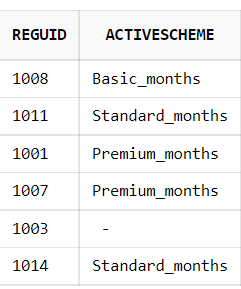 REGUID ACTIVESCHEME
1008 Basic_months
1011 Standard_months
1001 Premium_months
1007 Premium_months
1003 -
1014 Standard_months